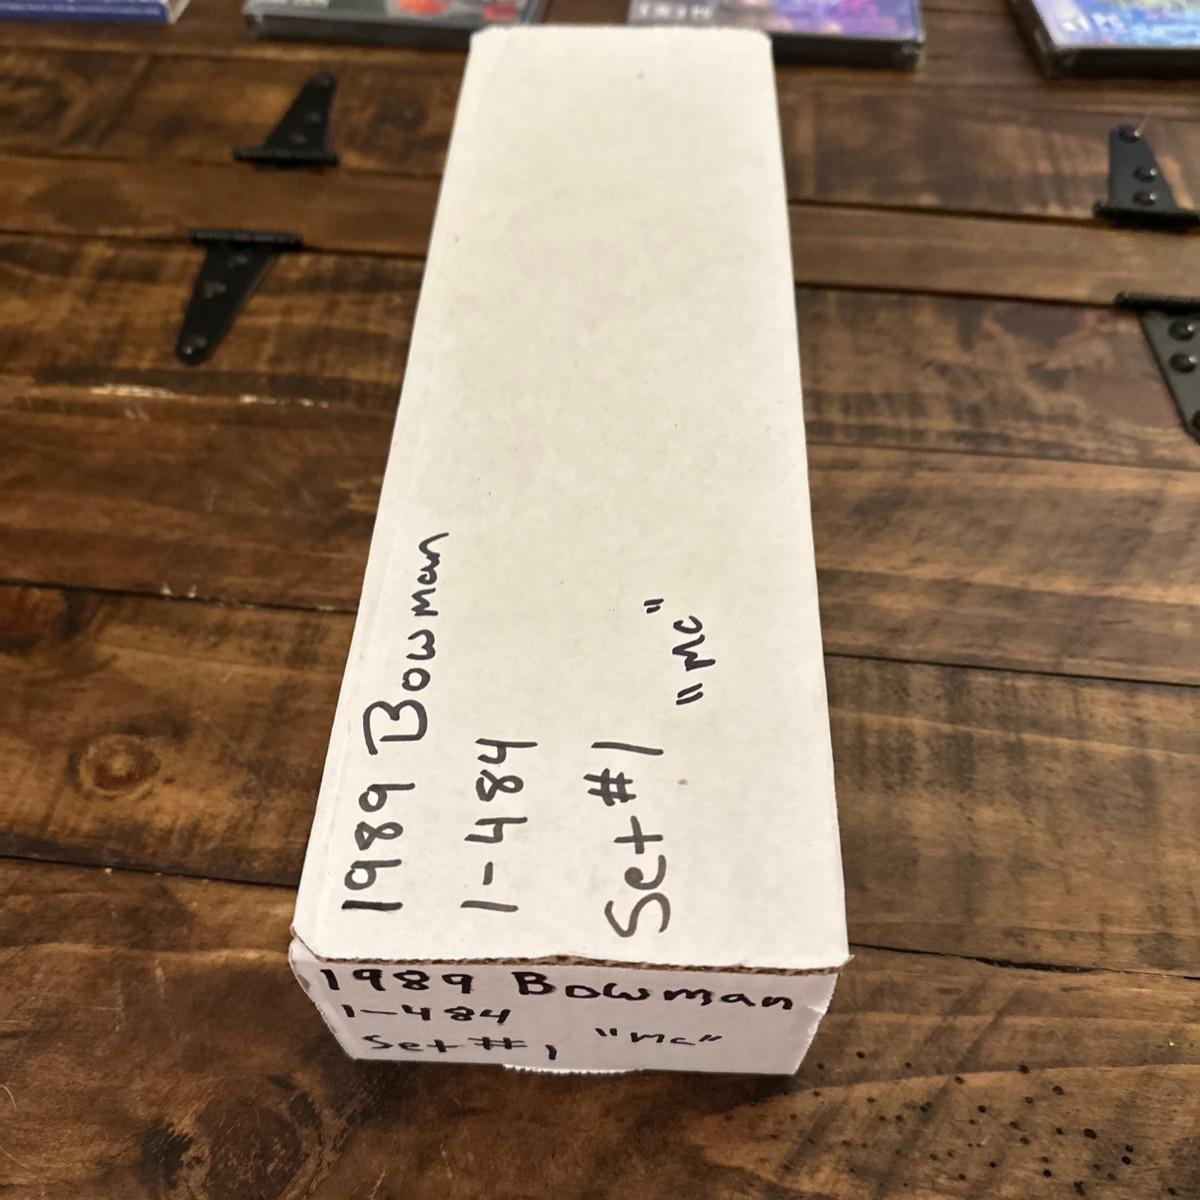 1989 Bowman
1-484
Set #1 "Mc"
1989 Bowman
1-484
Set #1 "Mc"